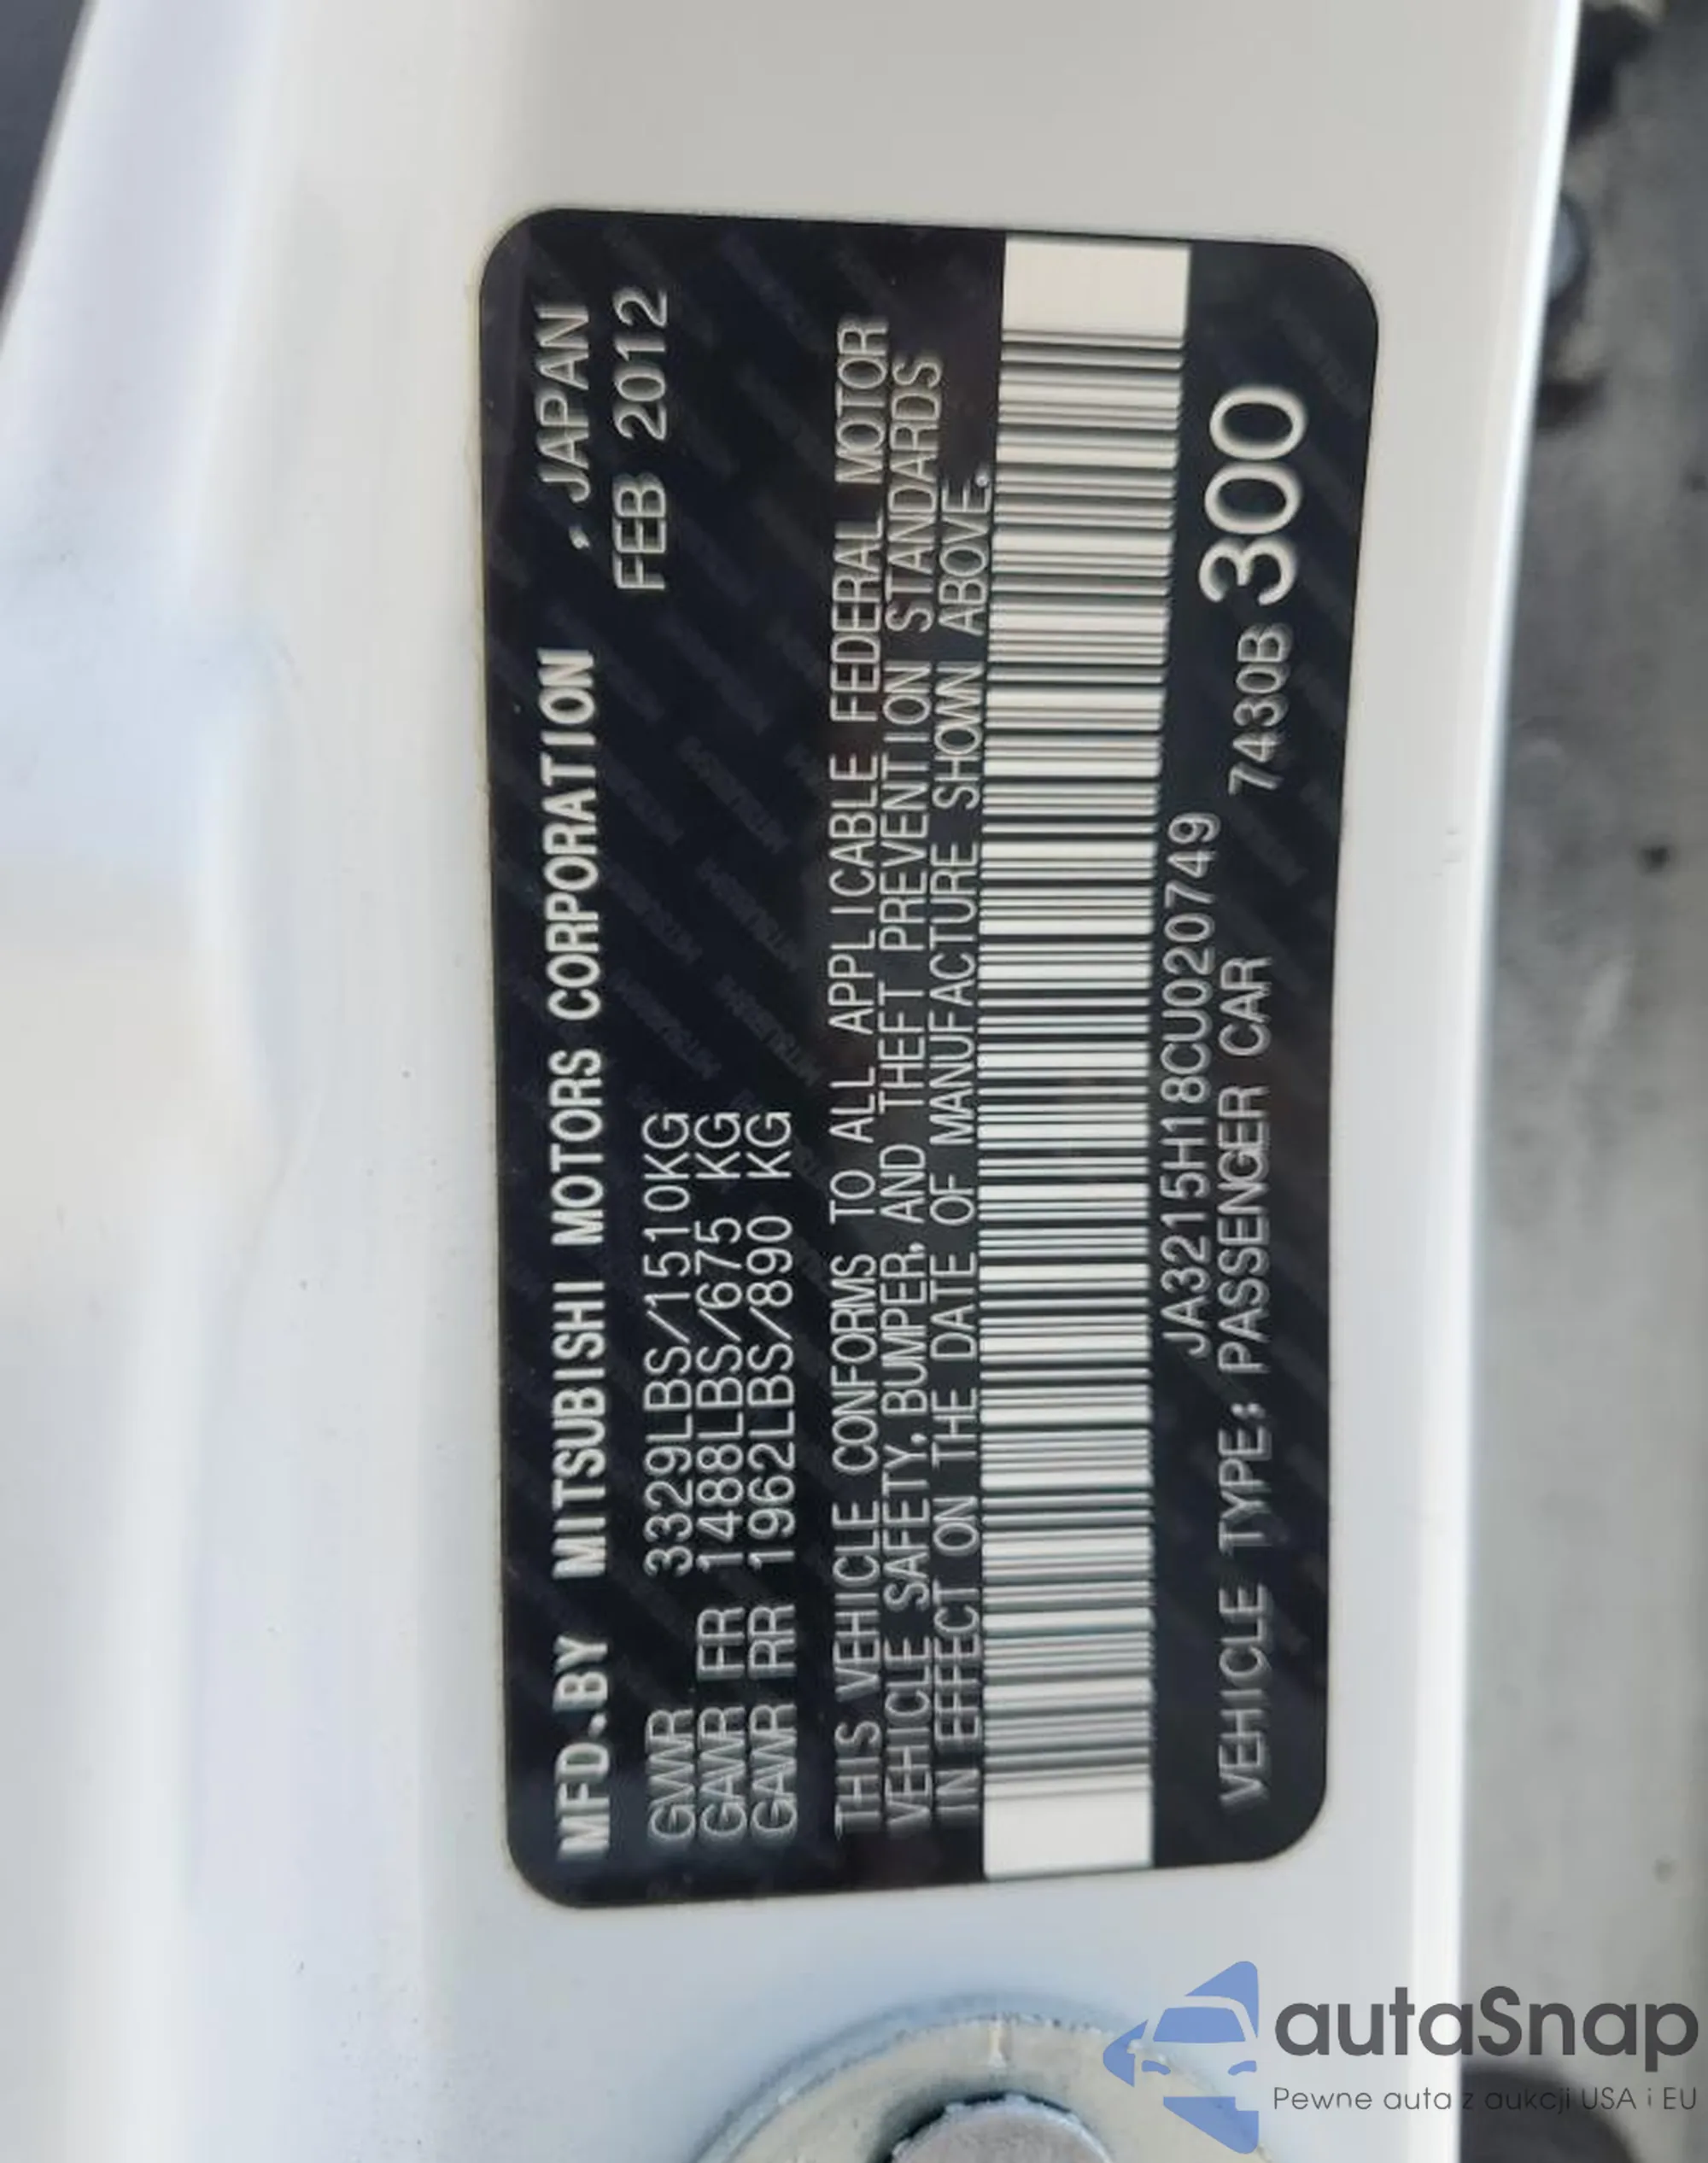 MFD.BY MITSUBISHI MOTORS CORPORATION , JAPAN
FEB 2012
GVWR 3329LBS/1510KG
GAWR FR 1488LBS/675 KG
GAWR RR 1962LBS/890 KG
THIS VEHICLE CONFORMS TO ALL APPLICABLE FEDERAL MOTOR
VEHICLE SAFETY, BUMPER, AND THEFT PREVENTION STANDARDS
IN EFFECT ON THE DATE OF MANUFACTURE SHOWN ABOVE.
JA3215H18CU020749
VEHICLE TYPE: PASSENGER CAR 7430B 300
autaSnap
Pewne auta z aukcji USA i EU